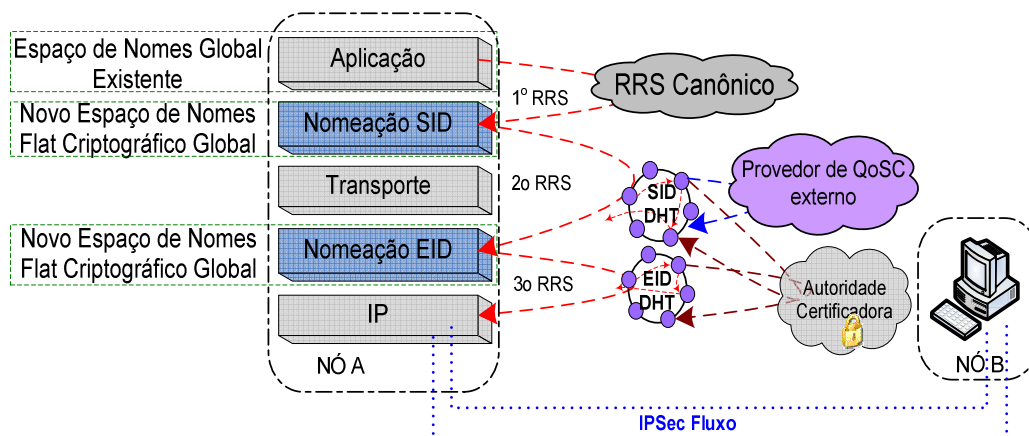 Espaço de Nomes Global
Existente
Aplicação
RRS Canônico
1º RRS
Novo Espaço de Nomes
Flat Criptográfico Global
Nomeação SID
Transporte
2o RRS
SID
DHT
Provedor de QoSC
externo
Novo Espaço de Nomes
Flat Criptográfico Global
Nomeação EID
3o RRS
EID
DHT
Autoridade
Certificadora
IP
NÓ A
NÓ B
IPSec Fluxo